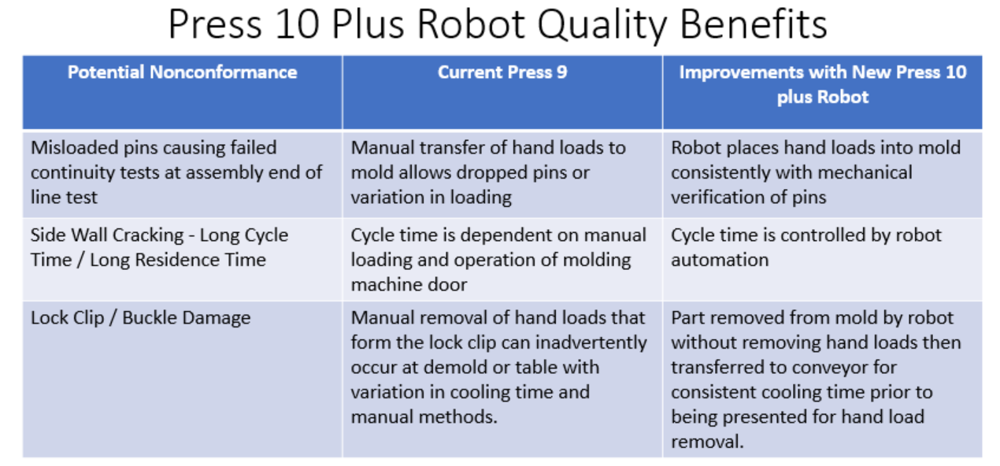 Press 10 Plus Robot Quality Benefits
Potential Nonconformance
Current Press 9
Improvements with New Press 10
plus Robot
Misloaded pins causing failed
continuity tests at assembly end of
line test
Manual transfer of hand loads to
mold allows dropped pins or
variation in loading
Robot places hand loads into mold
consistently with mechanical
verification of pins
Side Wall Cracking - Long Cycle
Time / Long Residence Time
Cycle time is dependent on manual
loading and operation of molding
machine door
Cycle time is controlled by robot
automation
Lock Clip / Buckle Damage
Manual removal of hand loads that
form the lock clip can inadvertently
occur at demold or table with
variation in cooling time and
manual methods.
Part removed from mold by robot
without removing hand loads then
transferred to conveyor for
consistent cooling time prior to
being presented for hand load
removal.